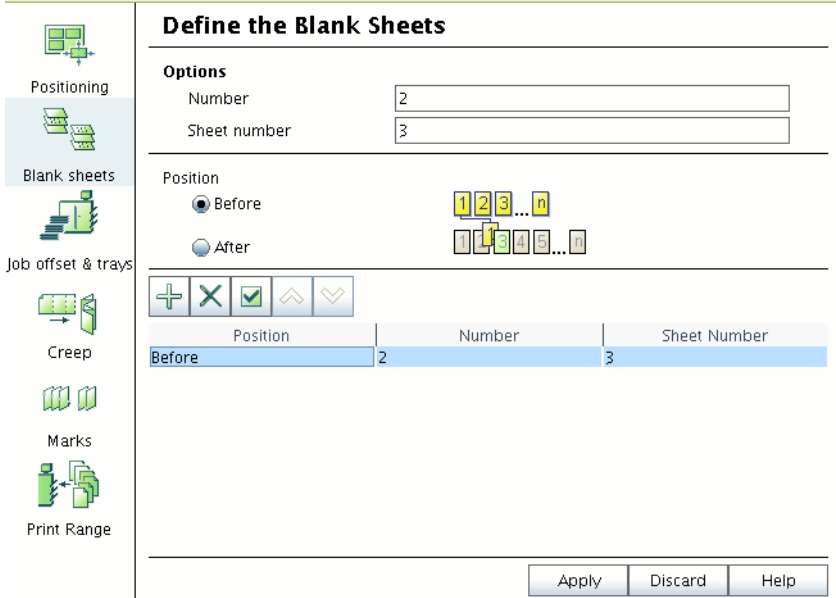 Define the Blank Sheets
Positioning
Blank sheets
Job offset & trays
Creep
Marks
Print Range
Options
Number 2
Sheet number 3
Position
Before
1 2 3 ... n
1
After
1 2 3 4 5 ... n
Position Number Sheet Number
Before 2 3
Apply Discard Help